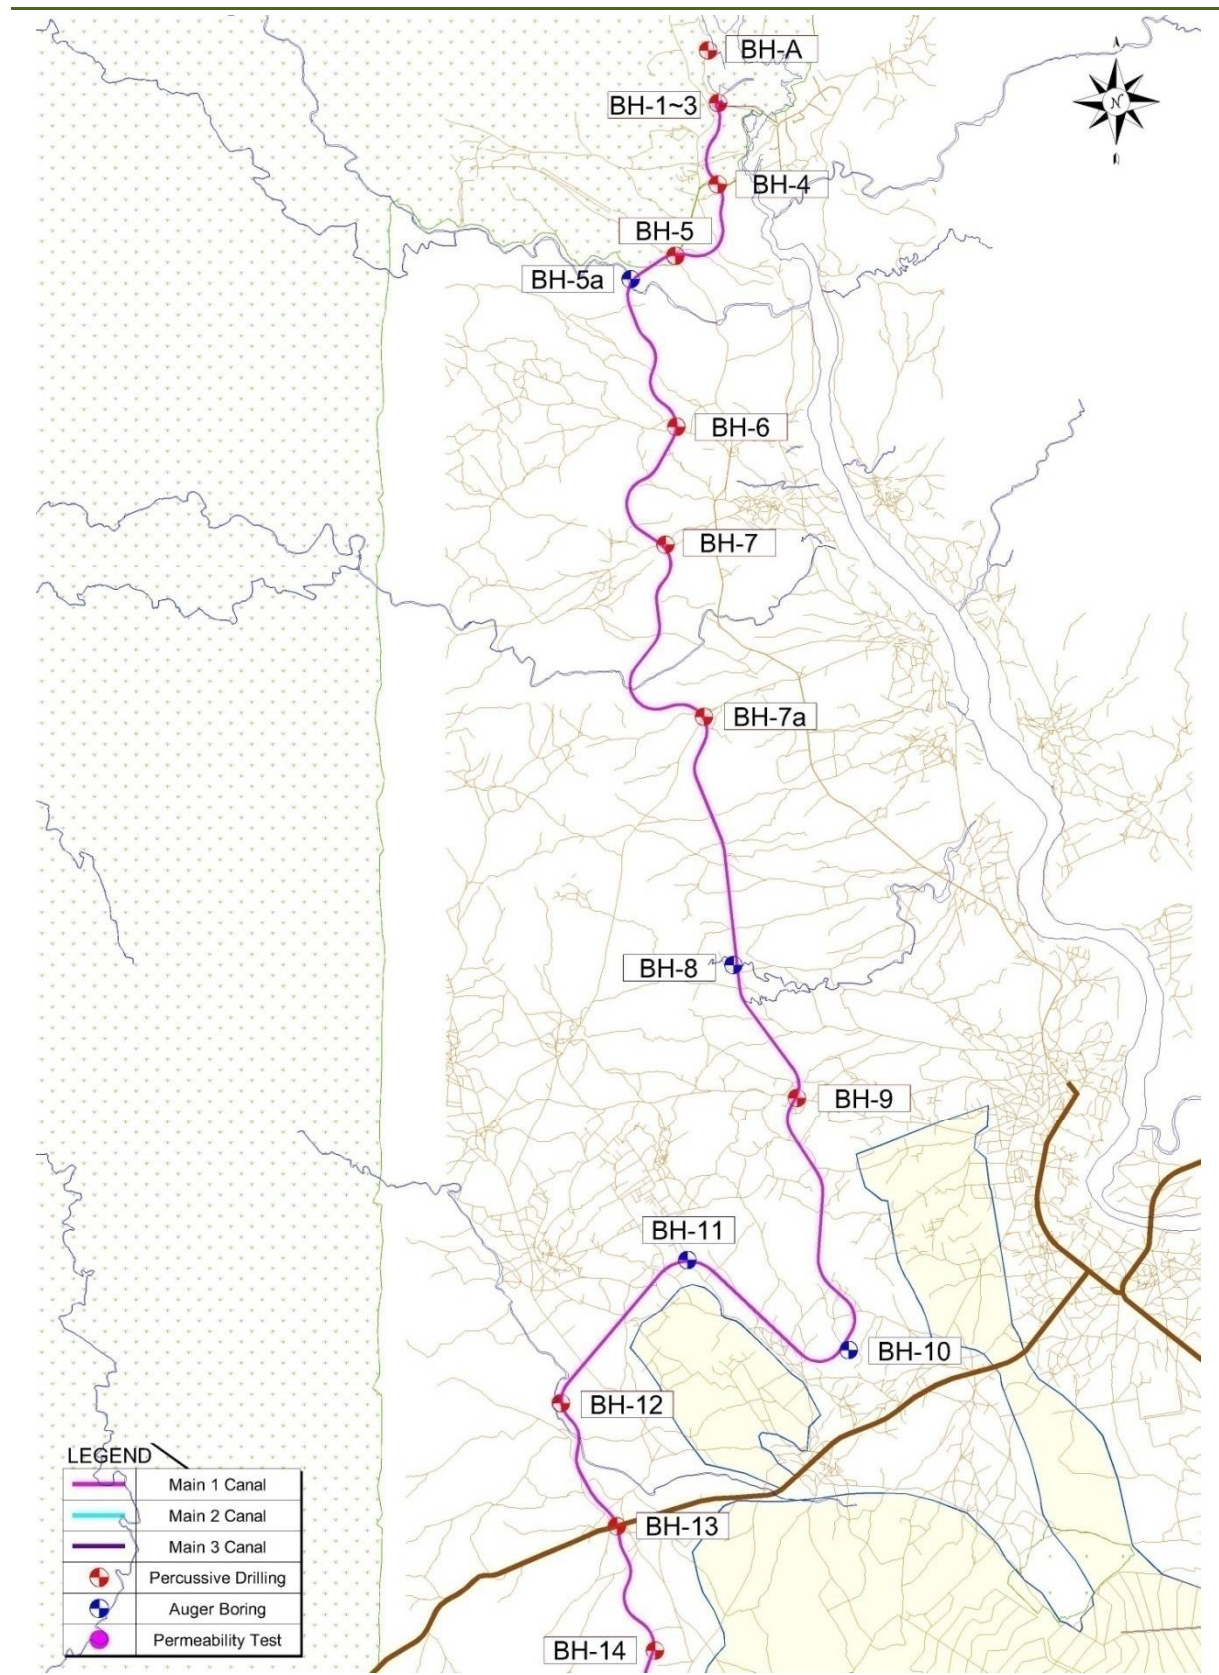 BH-A
BH-1~3
BH-4
BH-5
BH-5a
BH-6
BH-7
BH-7a
BH-8
BH-9
BH-11
BH-10
BH-12
BH-13
BH-14
N
LEGEND
Main 1 Canal
Main 2 Canal
Main 3 Canal
Percussive Drilling
Auger Boring
Permeability Test